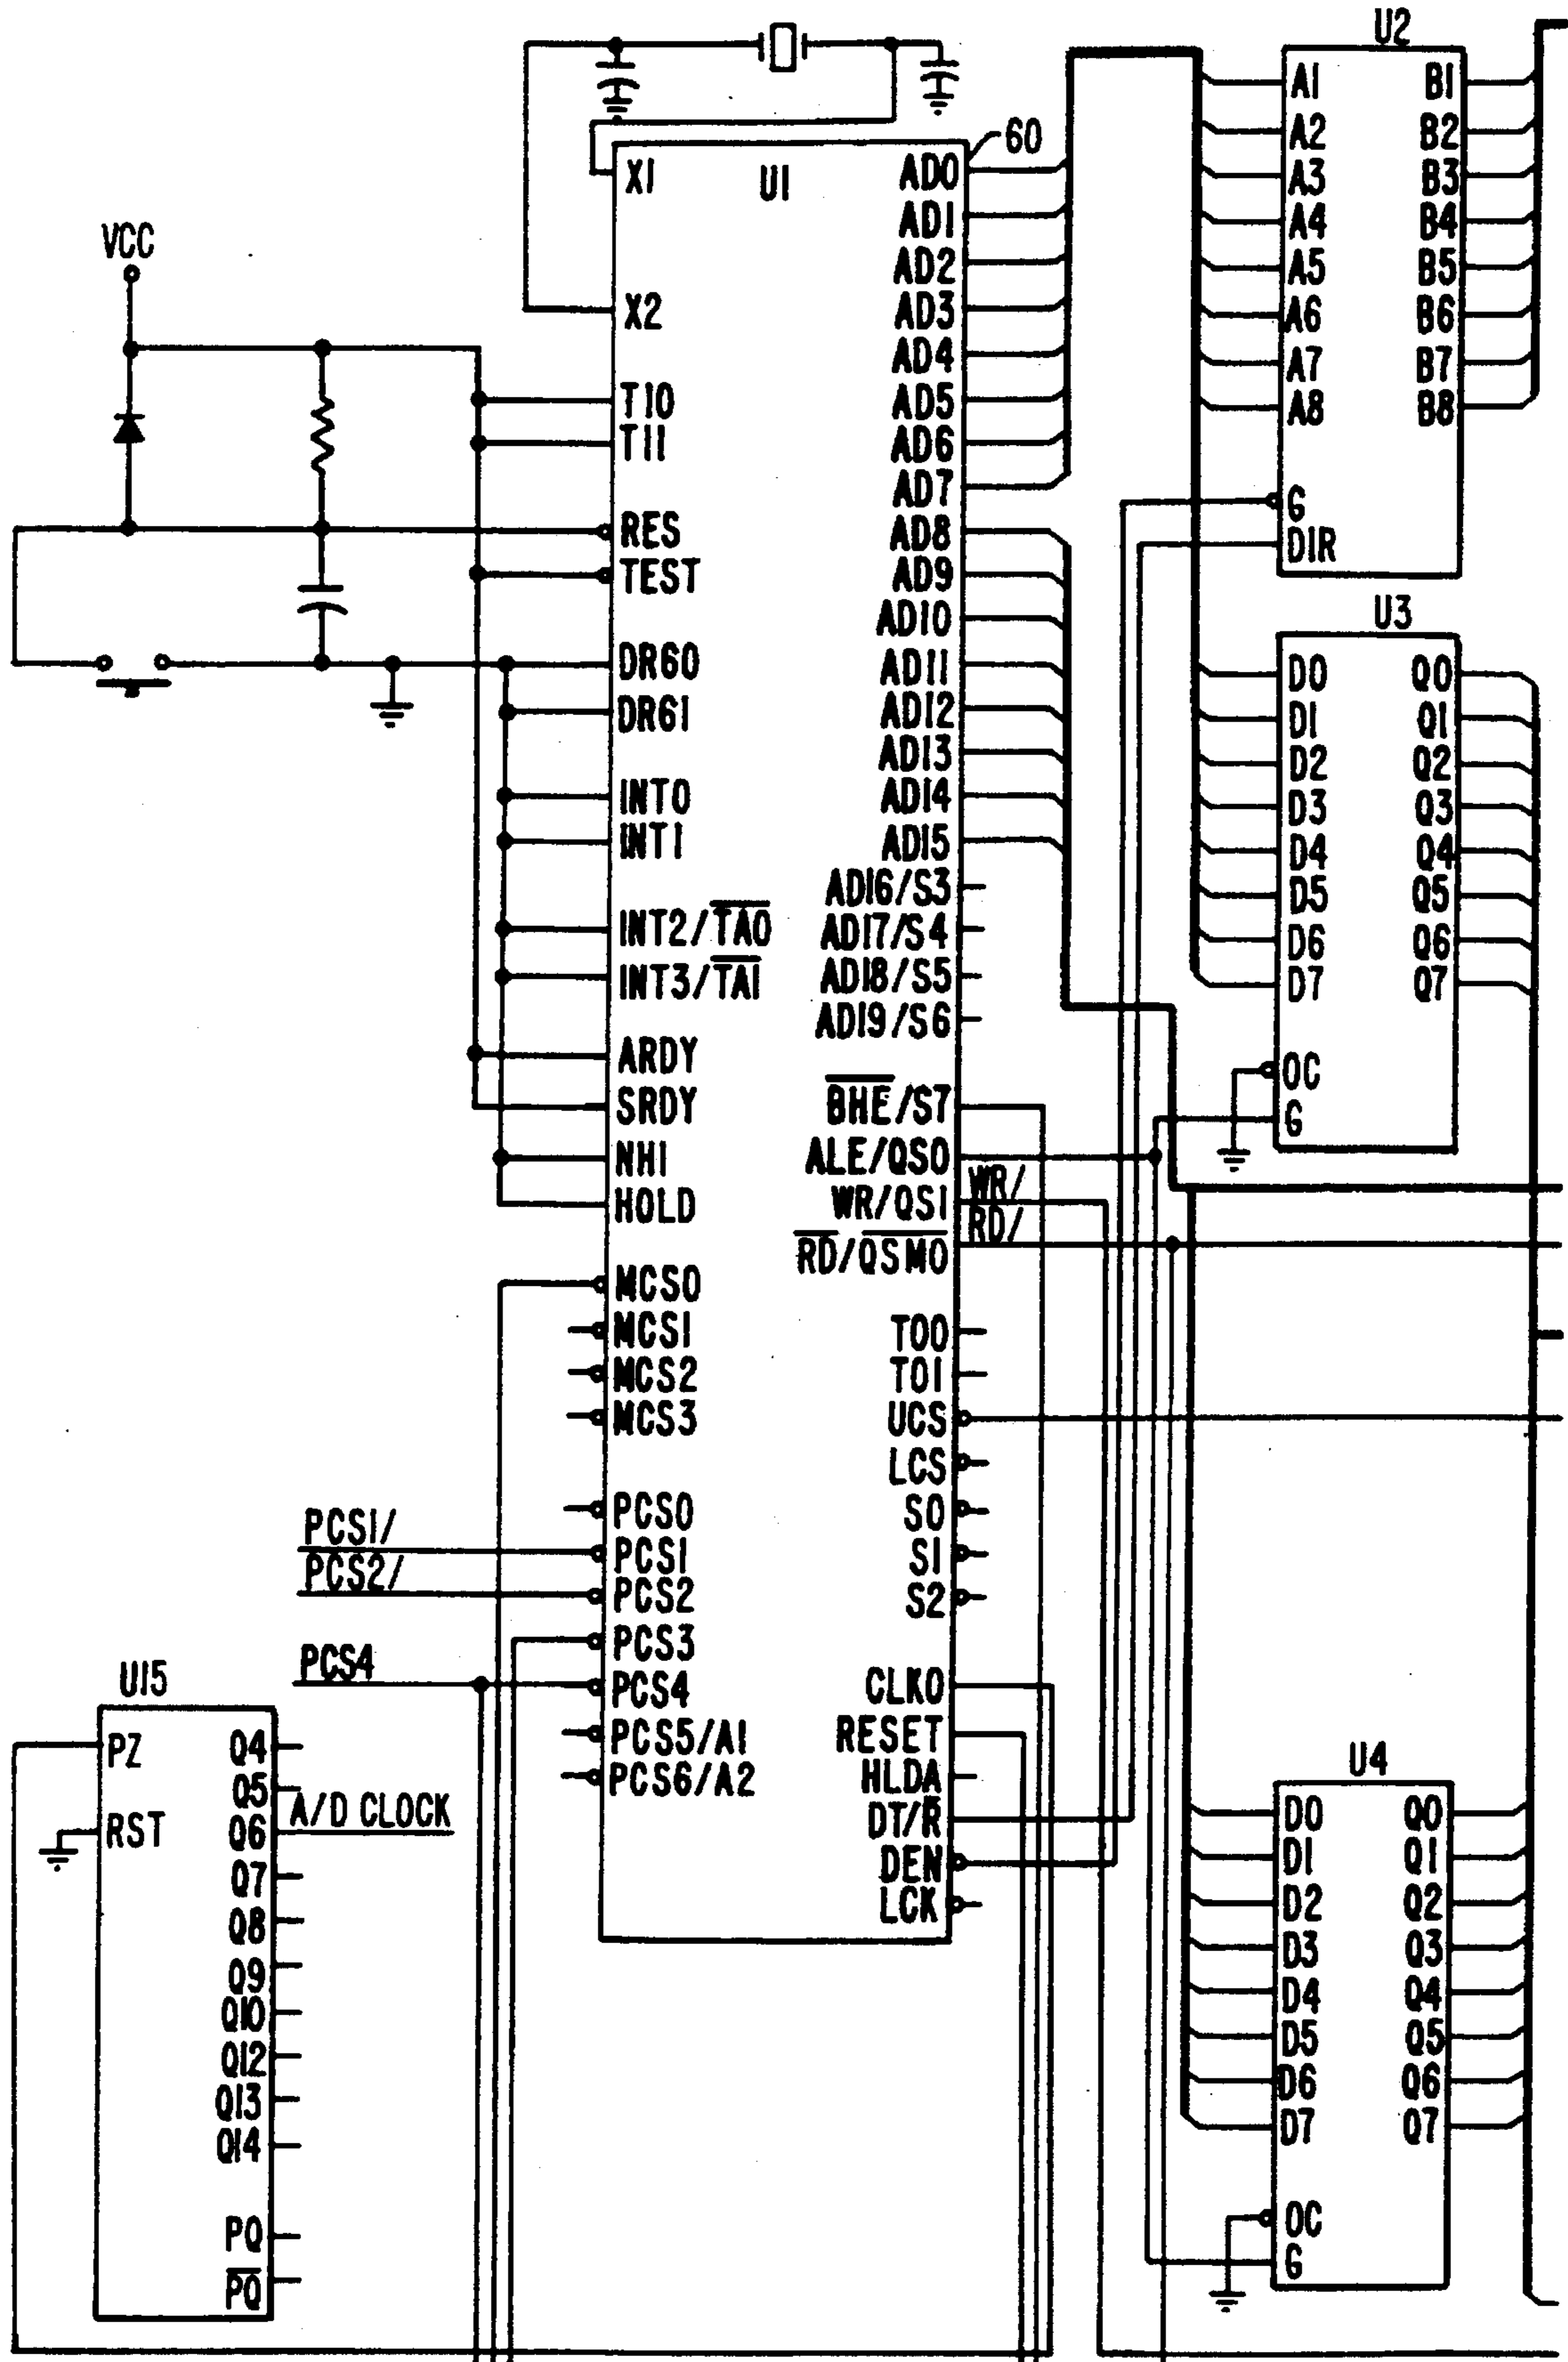 U1
60
X1
X2
TI0
TI1
RES
TEST
DR60
DR61
INT0
INT1
INT2/TA0
INT3/TA1
ARDY
SRDY
NHI
HOLD
MCS0
MCS1
MCS2
MCS3
PCS0
PCS1
PCS2
PCS3
PCS4
PCS5/A1
PCS6/A2
AD0
AD1
AD2
AD3
AD4
AD5
AD6
AD7
AD8
AD9
AD10
AD11
AD12
AD13
AD14
AD15
AD16/S3
AD17/S4
AD18/S5
AD19/S6
BHE/S7
ALE/QS0
WR/QS1
RD/QSM0
TO0
TO1
UCS
LCS
S0
S1
S2
CLKO
RESET
HLDA
DT/R
DEN
LCK
WR/
RD/
VCC
PCS1/
PCS2/
PCS4
U15
PZ
RST
Q4
Q5
Q6
Q7
Q8
Q9
Q10
Q12
Q13
Q14
PQ
PQ
A/D CLOCK
U2
A1
A2
A3
A4
A5
A6
A7
A8
G
DIR
B1
B2
B3
B4
B5
B6
B7
B8
U3
D0
D1
D2
D3
D4
D5
D6
D7
OC
G
Q0
Q1
Q2
Q3
Q4
Q5
Q6
Q7
U4
D0
D1
D2
D3
D4
D5
D6
D7
OC
G
Q0
Q1
Q2
Q3
Q4
Q5
Q6
Q7